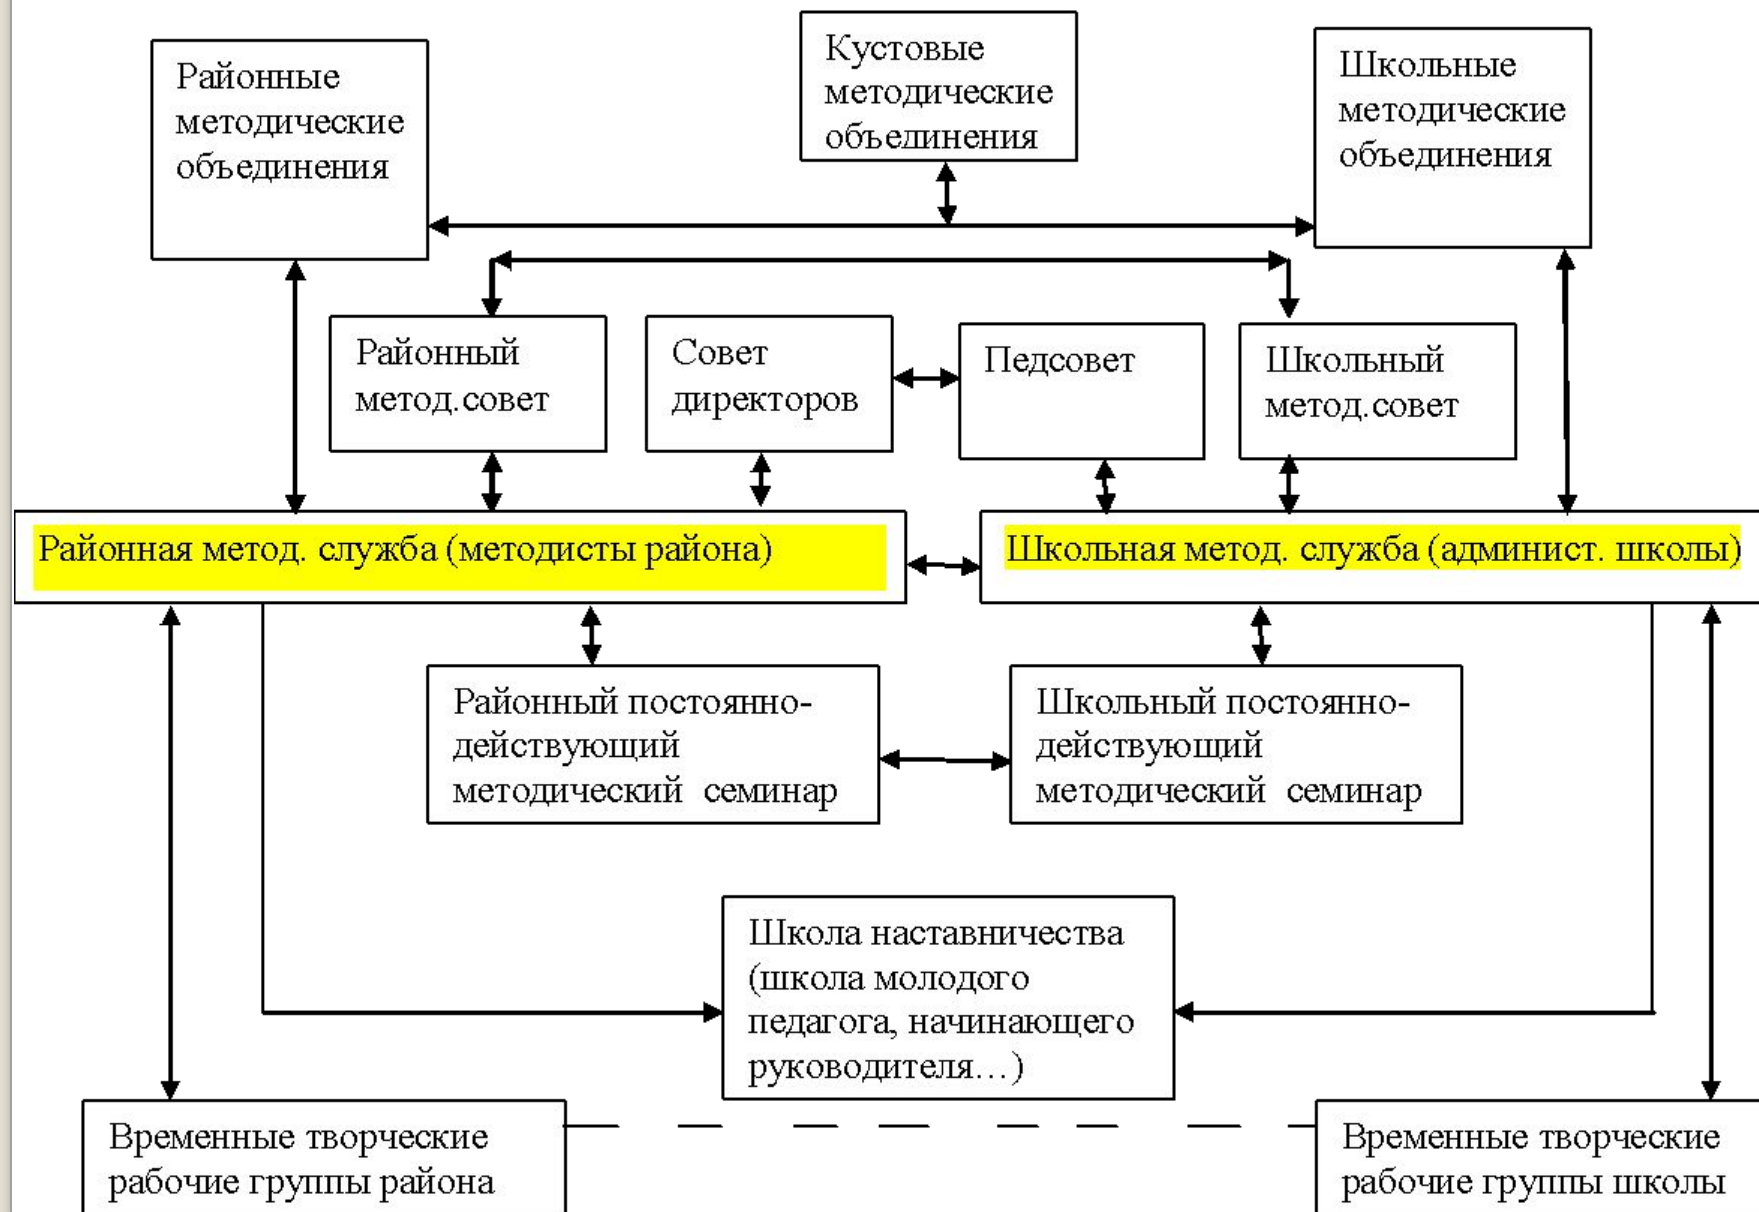 Районные
методические
объединения
Кустовые
методические
объединения
Школьные
методические
объединения
Районный
метод.совет
Совет
директоров
Педсовет
Школьный
метод.совет
Районная метод. служба (методисты района)
Школьная метод. служба (админист. школы)
Районный постоянно-
действующий
методический семинар
Школьный постоянно-
действующий
методический семинар
Школа наставничества
(школа молодого
педагога, начинающего
руководителя…)
Временные творческие
рабочие группы района
Временные творческие
рабочие группы школы